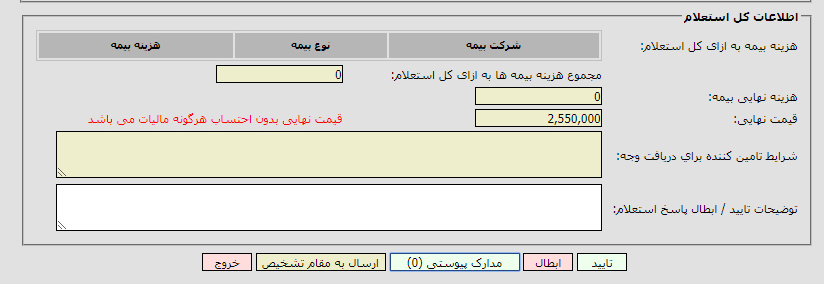 اطلاعات کل استعلام
هزینه بیمه به ازای کل استعلام: شرکت بیمه نوع بیمه هزینه بیمه
مجموع هزینه بیمه ها به ازای کل استعلام: 0
هزینه نهایی بیمه: 0
قیمت نهایی: 2,550,000 قیمت نهایی بدون احتساب هرگونه مالیات می باشد
شرایط تامین کننده برای دریافت وجه:
توضیحات تایید / ابطال پاسخ استعلام:
تایید ابطال مدارک پیوستی (0) ارسال به مقام تشخیص خروج